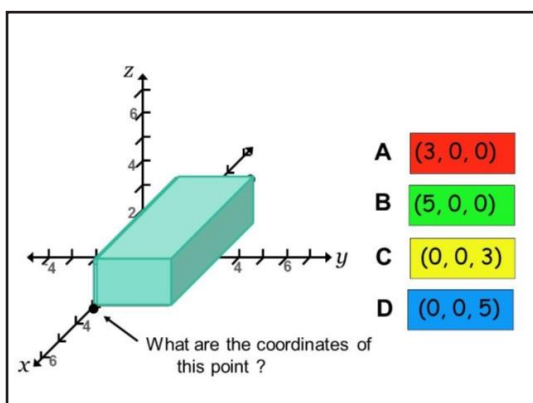 z
6
4
2
4
4
6
y
4
6
x
What are the coordinates of
this point ?
A (3, 0, 0)
B (5, 0, 0)
C (0, 0, 3)
D (0, 0, 5)